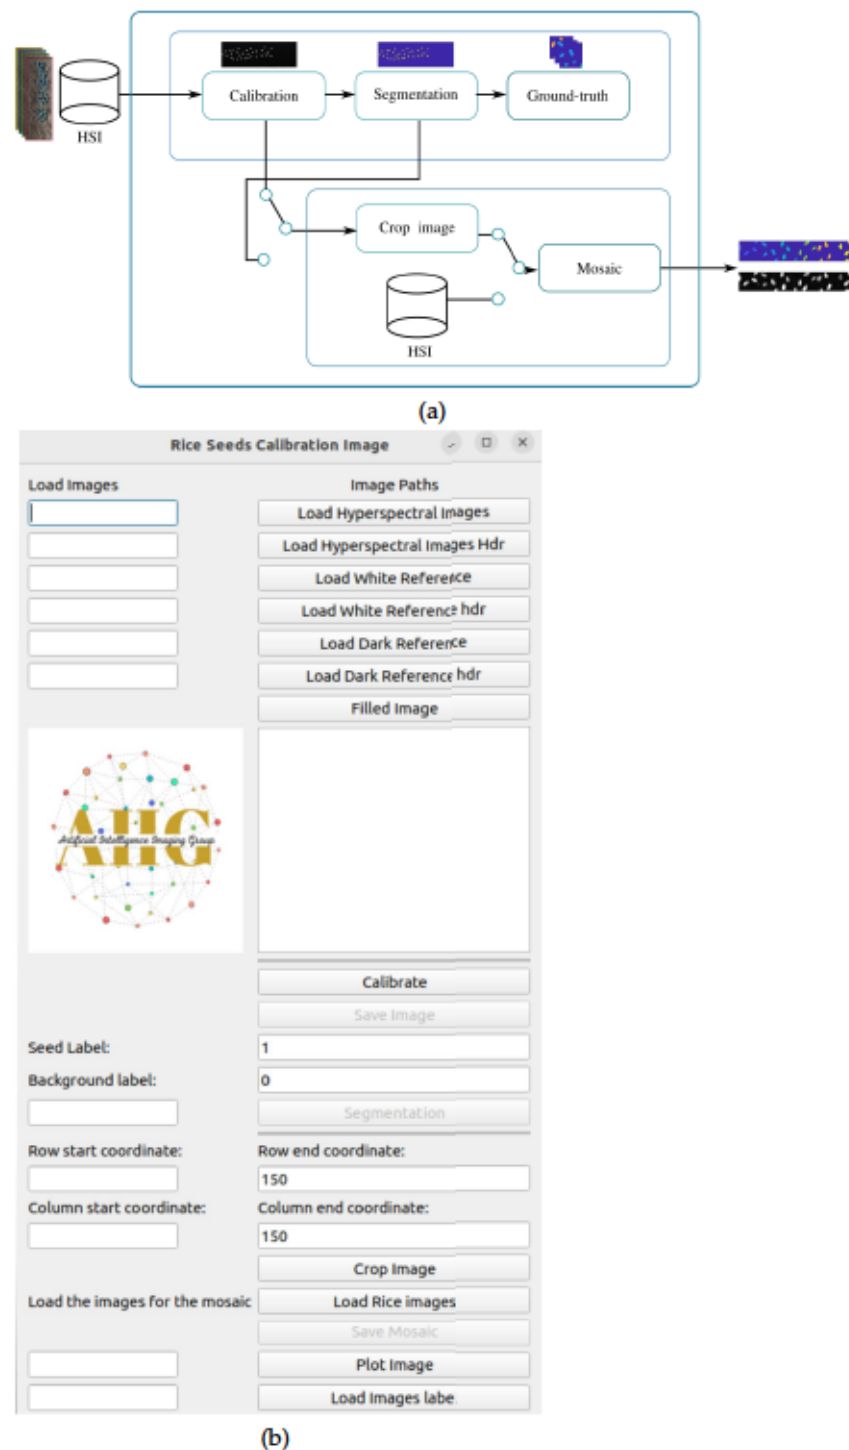 Calibration
Segmentation
Ground-truth
HSI
Crop image
Mosaic
HSI
(a)
Rice Seeds Calibration Image
Load Images
Image Paths
Load Hyperspectral Images
Load Hyperspectral Images Hdr
Load White Reference
Load White Reference hdr
Load Dark Reference
Load Dark Reference hdr
Filled Image
AIIG
Artificial Intelligence Imaging Group
Calibrate
Save Image
Seed Label:
1
Background label:
0
Segmentation
Row start coordinate:
Row end coordinate:
150
Column start coordinate:
Column end coordinate:
150
Crop Image
Load the images for the mosaic
Load Rice images
Save Mosaic
Plot Image
Load Images labe
(b)